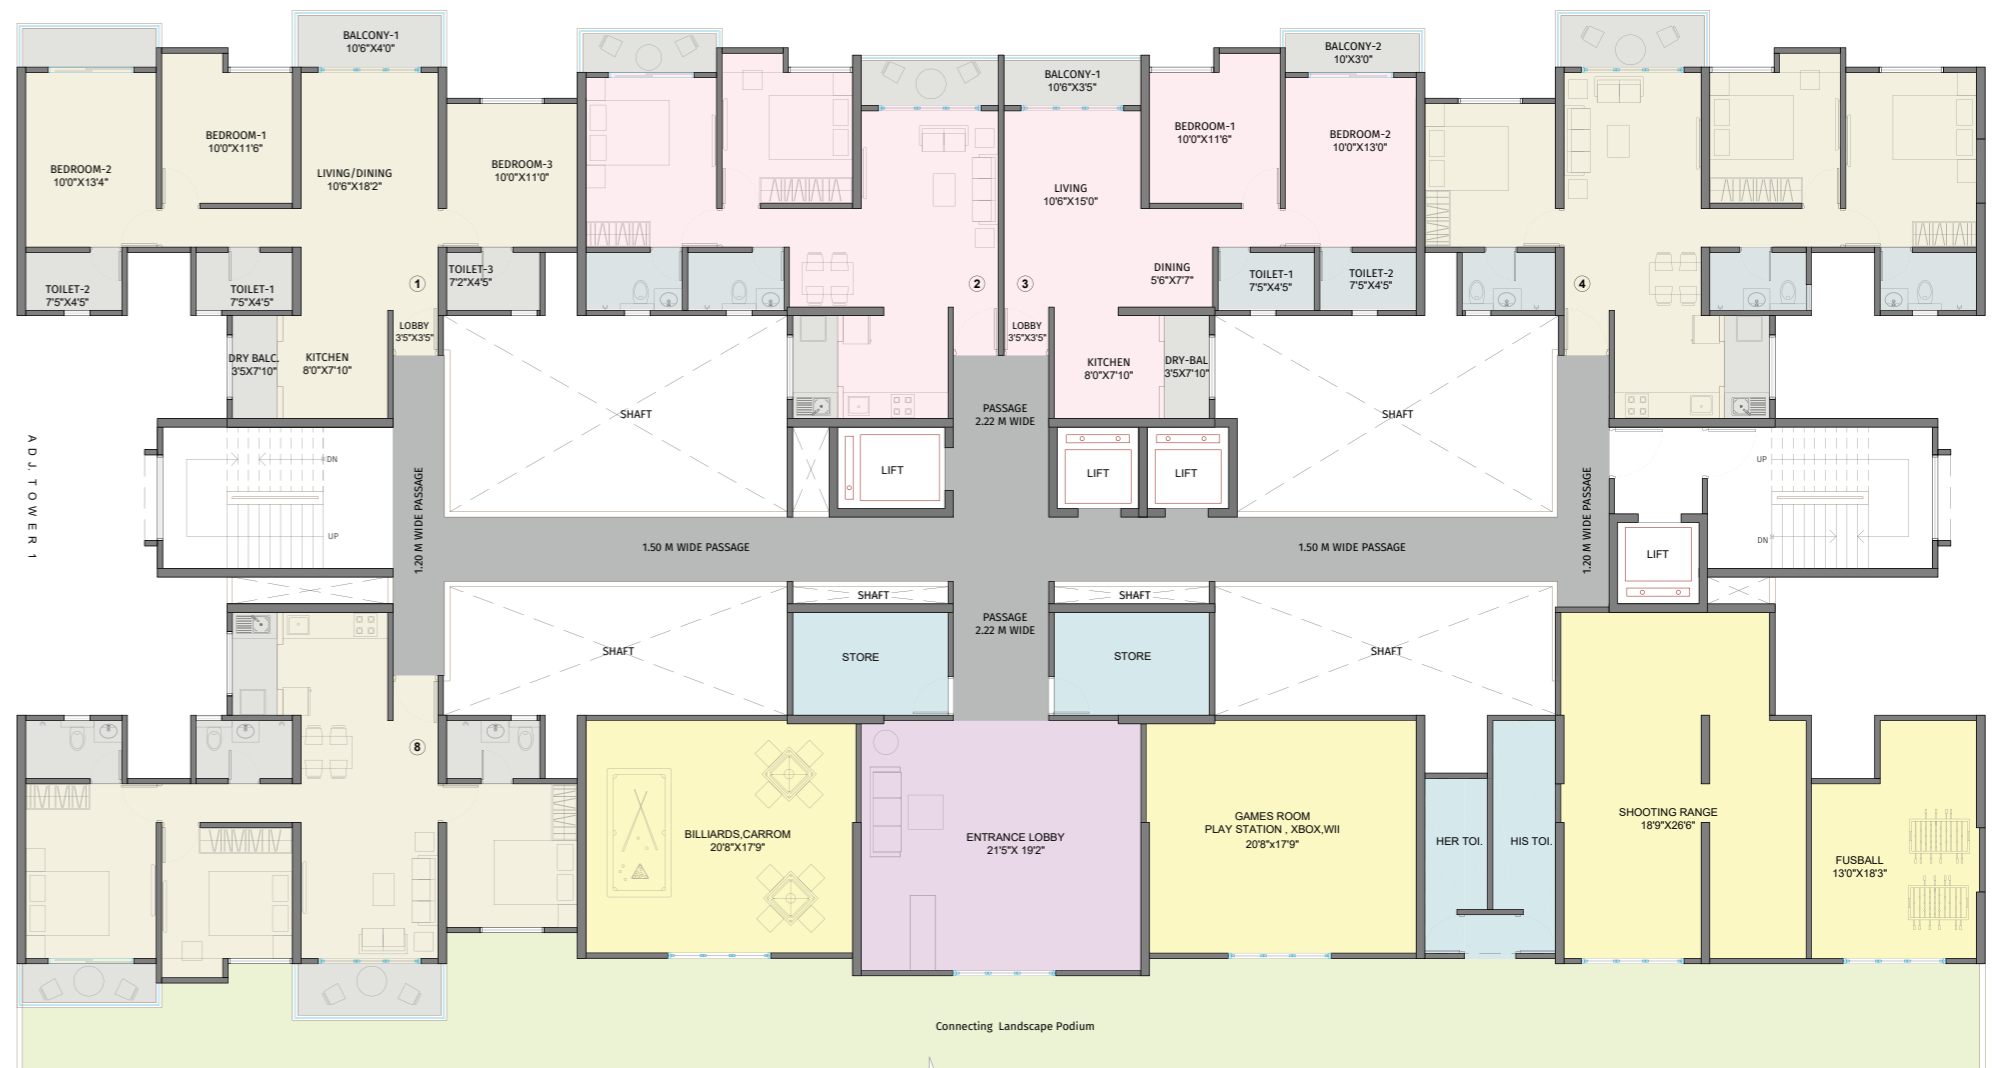 BALCONY-1
10'6"X4'0"
BEDROOM-1
10'0"X11'6"
BEDROOM-2
10'0"X13'4"
LIVING/DINING
10'6"X18'2"
BEDROOM-3
10'0"X11'0"
TOILET-2
7'5"X4'5"
TOILET-1
7'5"X4'5"
TOILET-3
7'2"X4'5"
1
LOBBY
3'5"X3'5"
DRY BALC.
3'5X7'10"
KITCHEN
8'0"X7'10"
2
BALCONY-1
10'6"X3'5"
BALCONY-2
10'X3'0"
BEDROOM-1
10'0"X11'6"
BEDROOM-2
10'0"X13'0"
LIVING
10'6"X15'0"
DINING
5'6"X7'7"
TOILET-1
7'5"X4'5"
TOILET-2
7'5"X4'5"
3
LOBBY
3'5"X3'5"
KITCHEN
8'0"X7'10"
DRY-BAL
3'5X7'10"
4
SHAFT
PASSAGE
2.22 M WIDE
SHAFT
ADJ. TOWER 1
DN
UP
1.20 M WIDE PASSAGE
LIFT
LIFT
LIFT
1.20 M WIDE PASSAGE
UP
DN
LIFT
1.50 M WIDE PASSAGE
1.50 M WIDE PASSAGE
SHAFT
SHAFT
PASSAGE
2.22 M WIDE
SHAFT
STORE
STORE
SHAFT
8
BILLIARDS,CARROM
20'8"X17'9"
ENTRANCE LOBBY
21'5"X 19'2"
GAMES ROOM
PLAY STATION , XBOX,WII
20'8"x17'9"
HER TOI.
HIS TOI.
SHOOTING RANGE
18'9"X26'6"
FUSBALL
13'0"X18'3"
Connecting Landscape Podium